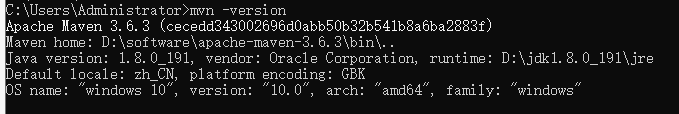 C:\Users\Administrator>mvn -version
Apache Maven 3.6.3 (cecedd343002696d0abb50b32b541b8a6ba2883f)
Maven home: D:\software\apache-maven-3.6.3\bin\..
Java version: 1.8.0_191, vendor: Oracle Corporation, runtime: D:\jdk1.8.0_191\jre
Default locale: zh_CN, platform encoding: GBK
OS name: "windows 10", version: "10.0", arch: "amd64", family: "windows"